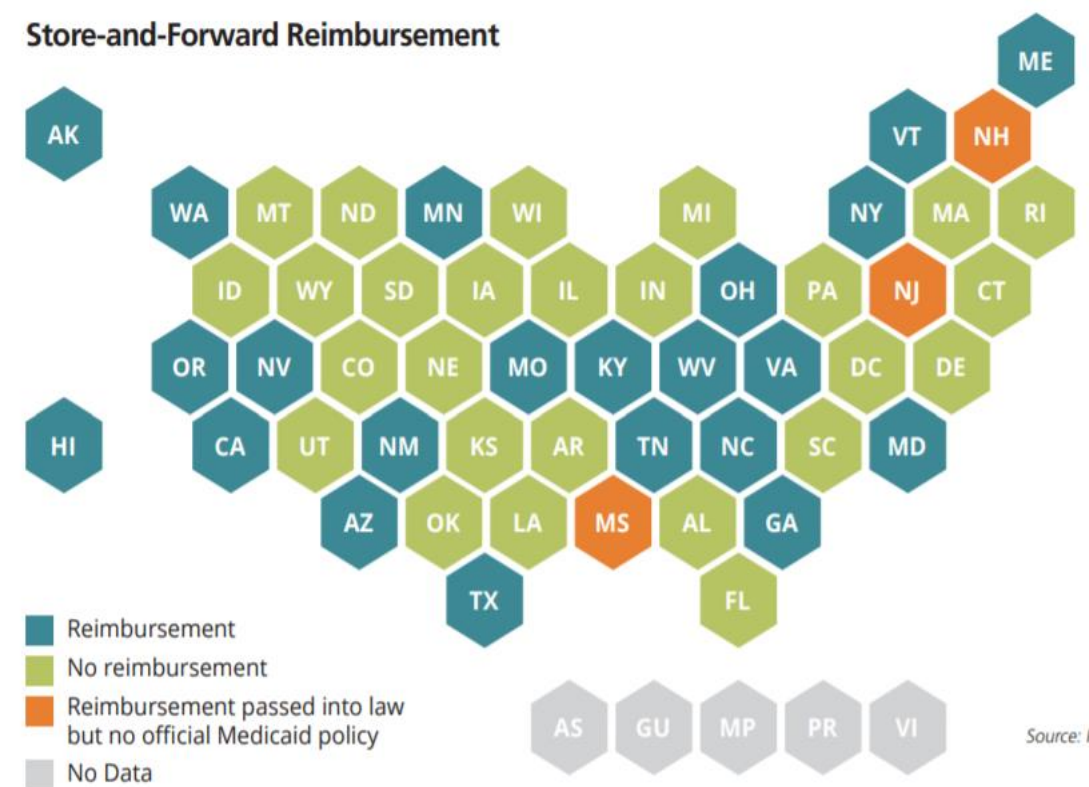 Store-and-Forward Reimbursement
ME
AK
VT NH
WA MT ND MN WI MI NY MA RI
ID WY SD IA IL IN OH PA NJ CT
OR NV CO NE MO KY WV VA DC DE
HI CA UT NM KS AR TN NC SC MD
AZ OK LA MS AL GA
TX FL
Reimbursement
No reimbursement
Reimbursement passed into law
but no official Medicaid policy
No Data
AS GU MP PR VI
Source: